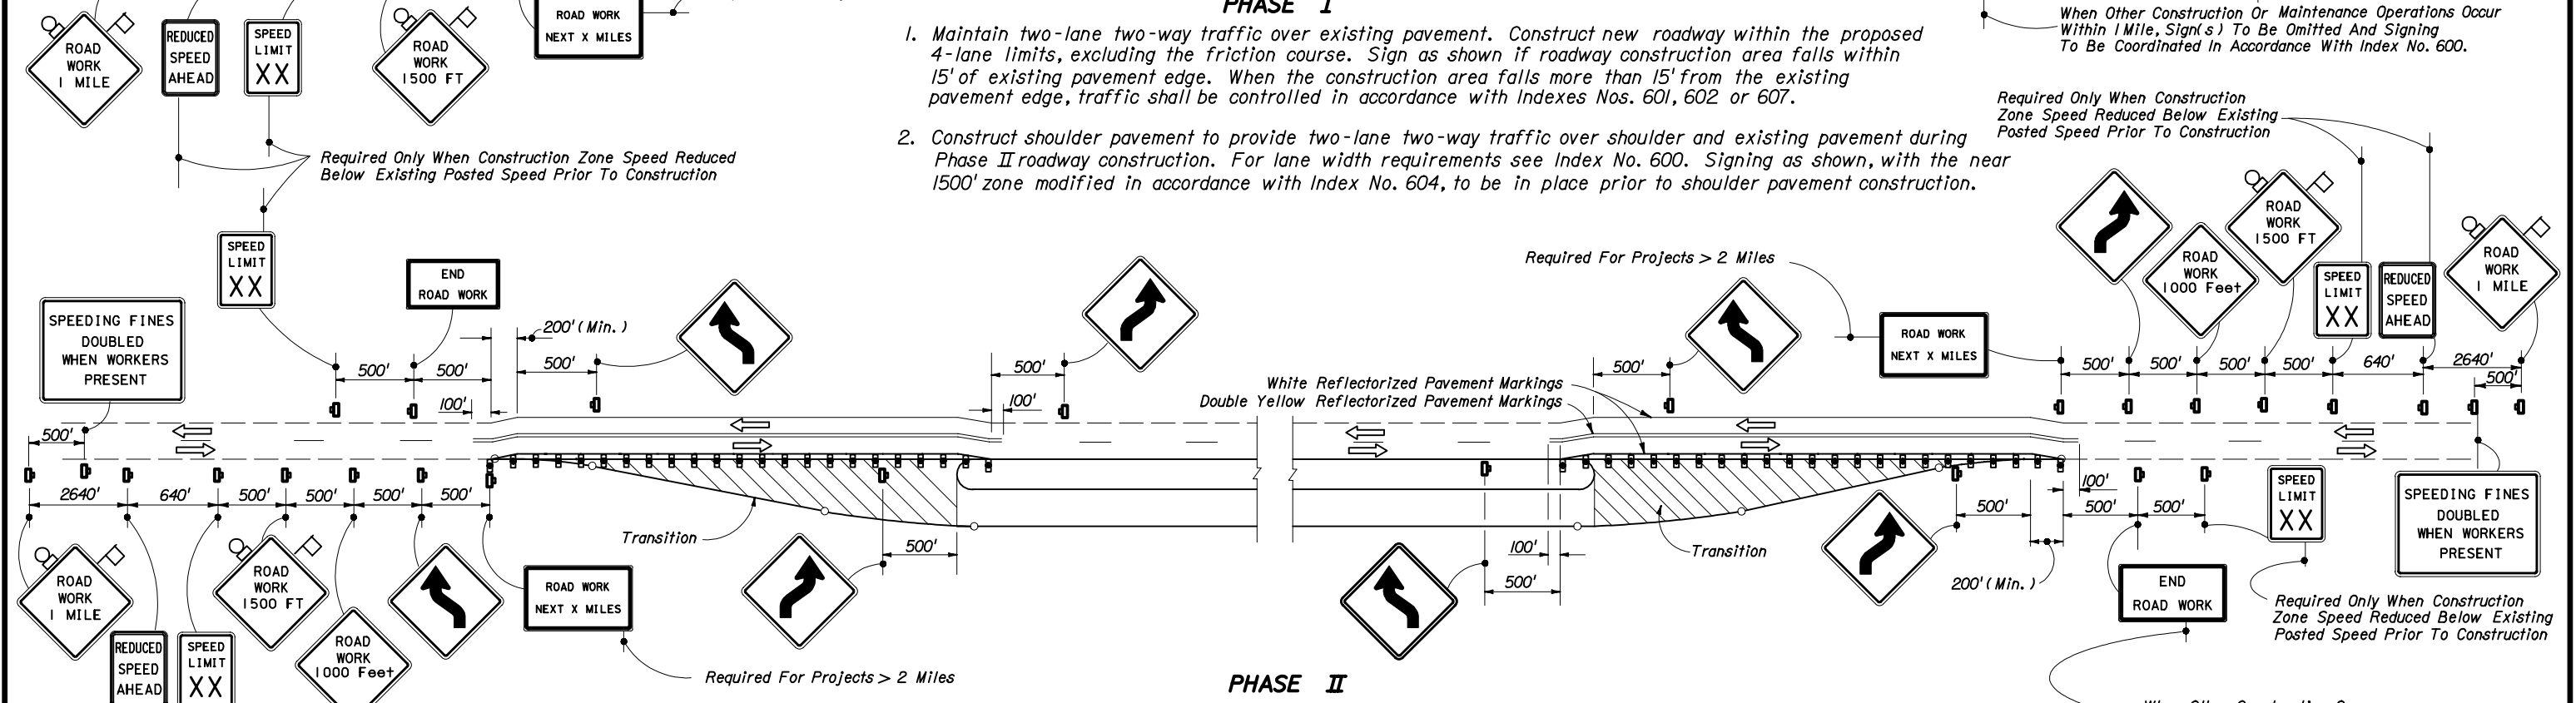 PHASE I
ROAD
WORK
1 MILE
REDUCED
SPEED
AHEAD
SPEED
LIMIT
XX
ROAD
WORK
1500 FT
ROAD WORK
NEXT X MILES
1. Maintain two-lane two-way traffic over existing pavement. Construct new roadway within the proposed
4-lane limits, excluding the friction course. Sign as shown if roadway construction area falls within
15' of existing pavement edge. When the construction area falls more than 15' from the existing
pavement edge, traffic shall be controlled in accordance with Indexes Nos. 601, 602 or 607.
2. Construct shoulder pavement to provide two-lane two-way traffic over shoulder and existing pavement during
Phase II roadway construction. For lane width requirements see Index No. 600. Signing as shown, with the near
1500' zone modified in accordance with Index No. 604, to be in place prior to shoulder pavement construction.
When Other Construction Or Maintenance Operations Occur
Within 1 Mile, Sign(s) To Be Omitted And Signing
To Be Coordinated In Accordance With Index No. 600.
Required Only When Construction
Zone Speed Reduced Below Existing
Posted Speed Prior To Construction
Required Only When Construction Zone Speed Reduced
Below Existing Posted Speed Prior To Construction
SPEED
LIMIT
XX
END
ROAD WORK
SPEEDING FINES
DOUBLED
WHEN WORKERS
PRESENT
200' (Min.)
500'
500'
500'
100'
500'
100'
Required For Projects > 2 Miles
ROAD WORK
NEXT X MILES
White Reflectorized Pavement Markings
Double Yellow Reflectorized Pavement Markings
500'
ROAD
WORK
1000 Feet
ROAD
WORK
1500 FT
SPEED
LIMIT
XX
REDUCED
SPEED
AHEAD
ROAD
WORK
1 MILE
500'
500'
500'
500'
640'
2640'
500'
500'
2640'
640'
500'
500'
500'
500'
Transition
500'
100'
500'
Transition
500'
200' (Min.)
100'
500'
500'
ROAD
WORK
1 MILE
REDUCED
SPEED
AHEAD
SPEED
LIMIT
XX
ROAD
WORK
1500 FT
ROAD
WORK
1000 Feet
ROAD WORK
NEXT X MILES
Required For Projects > 2 Miles
SPEED
LIMIT
XX
SPEEDING FINES
DOUBLED
WHEN WORKERS
PRESENT
END
ROAD WORK
Required Only When Construction
Zone Speed Reduced Below Existing
Posted Speed Prior To Construction
PHASE II